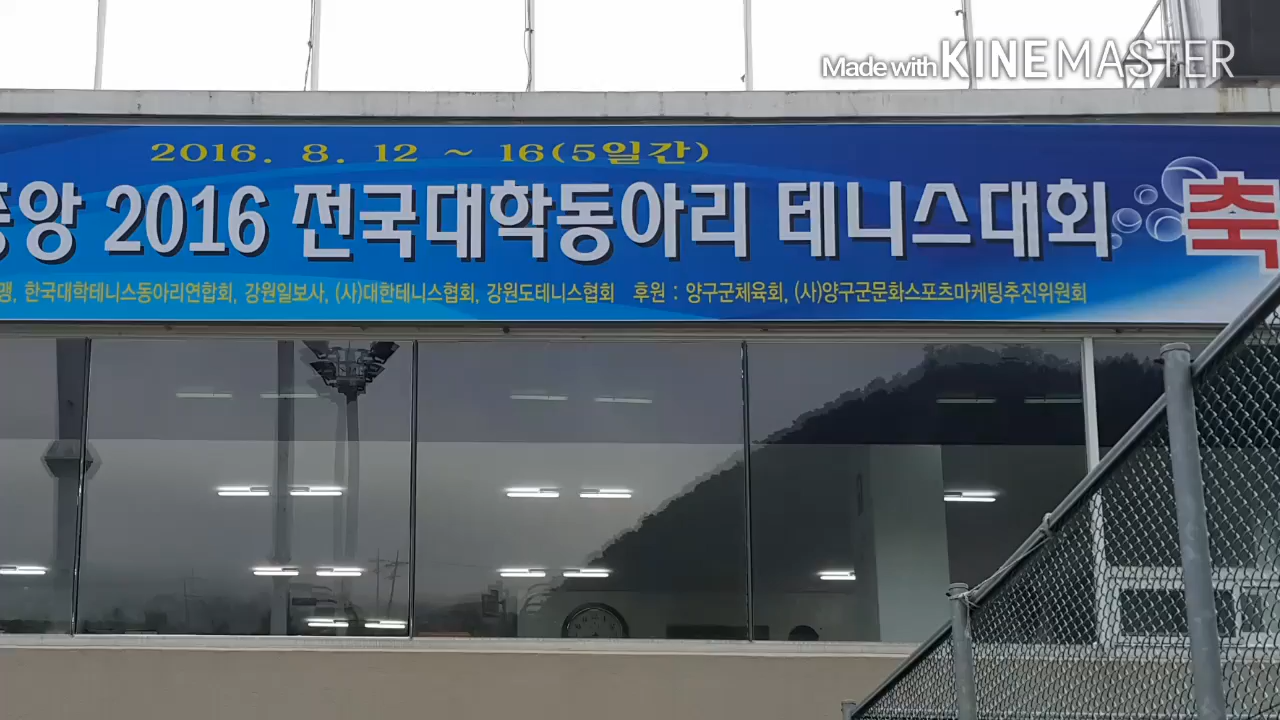 Made with KINEMASTER
2016. 8. 12 ~ 16(5일간)
앙 2016 전국대학동아리 테니스대회 축
맹, 한국대학테니스동아리연합회, 강원일보사, (사)대한테니스협회, 강원도테니스협회 후원 : 양구군체육회, (사)양구군문화스포츠마케팅추진위원회